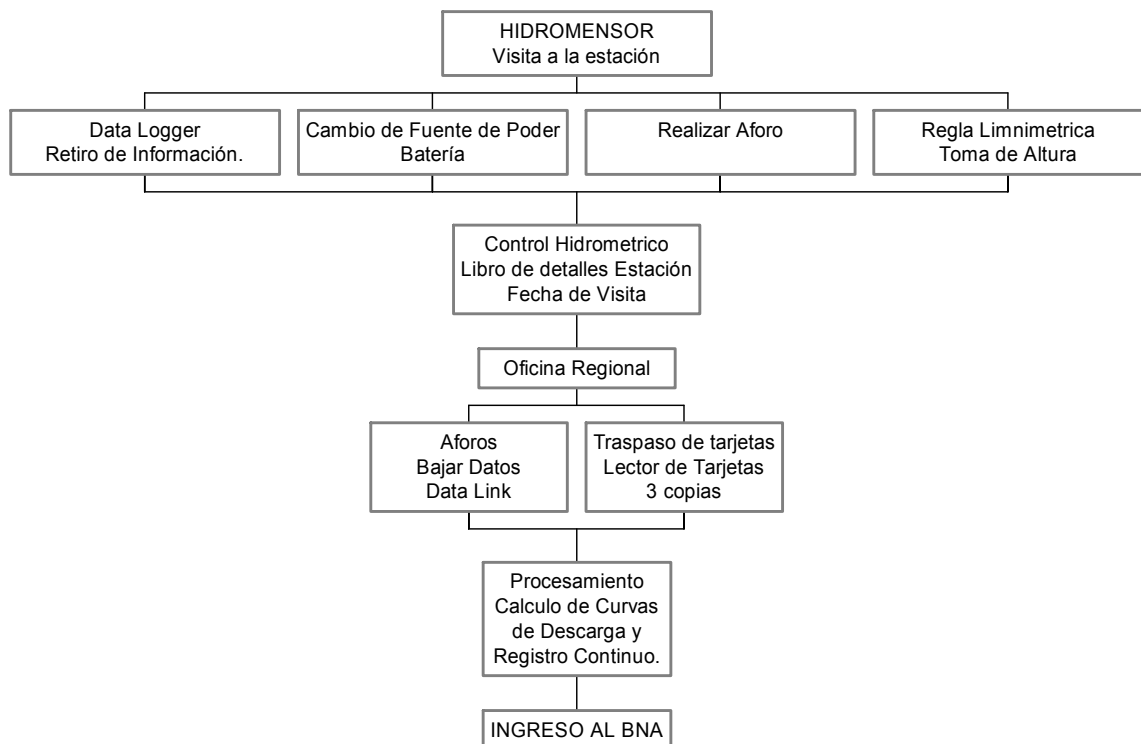 HIDROMENSOR
Visita a la estación
Data Logger
Retiro de Información.
Cambio de Fuente de Poder
Batería
Realizar Aforo
Regla Limnimetrica
Toma de Altura
Control Hidrometrico
Libro de detalles Estación
Fecha de Visita
Oficina Regional
Aforos
Bajar Datos
Data Link
Traspaso de tarjetas
Lector de Tarjetas
3 copias
Procesamiento
Calculo de Curvas
de Descarga y
Registro Continuo.
INGRESO AL BNA